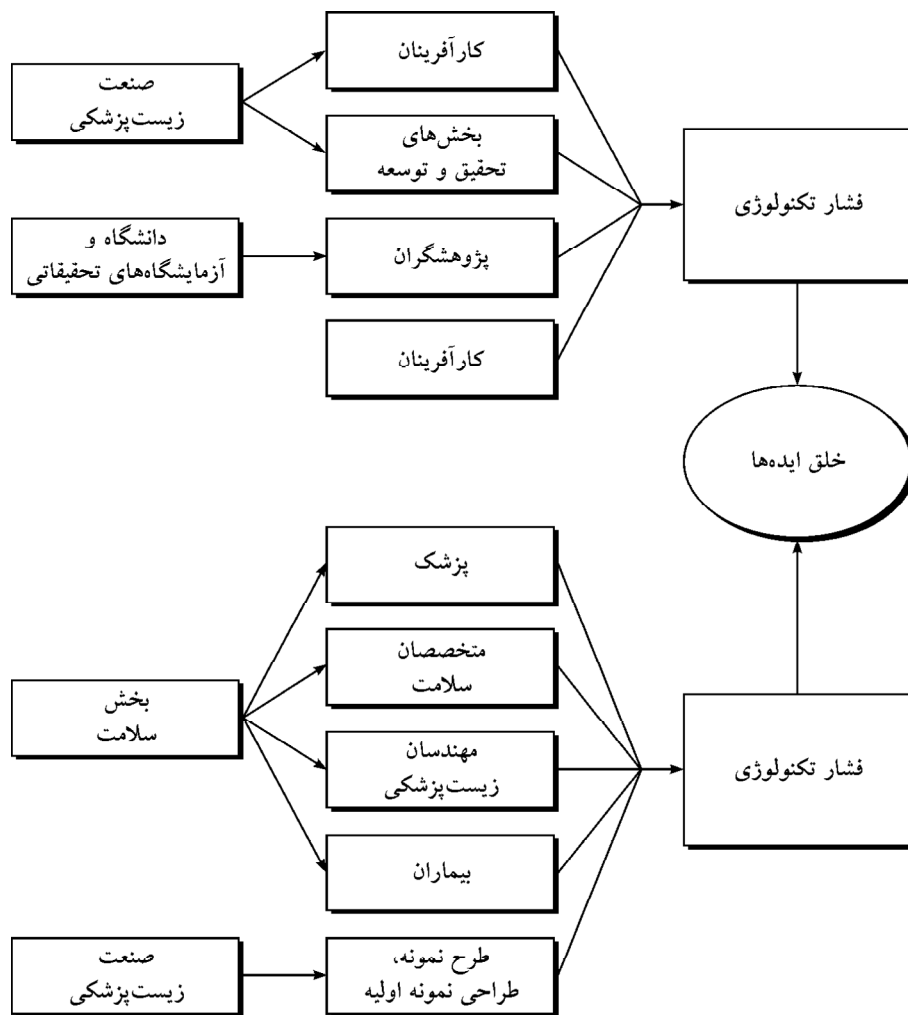 کارآفرینان
صنعت
زیست‌پزشکی
بخش‌های
تحقیق و توسعه
فشار تکنولوژی
دانشگاه و
آزمایشگاه‌های تحقیقاتی
پژوهشگران
کارآفرینان
خلق ایده‌ها
پزشک
متخصصان
سلامت
بخش
سلامت
مهندسان
زیست‌پزشکی
فشار تکنولوژی
بیماران
صنعت
زیست‌پزشکی
طرح نمونه،
طراحی نمونه اولیه